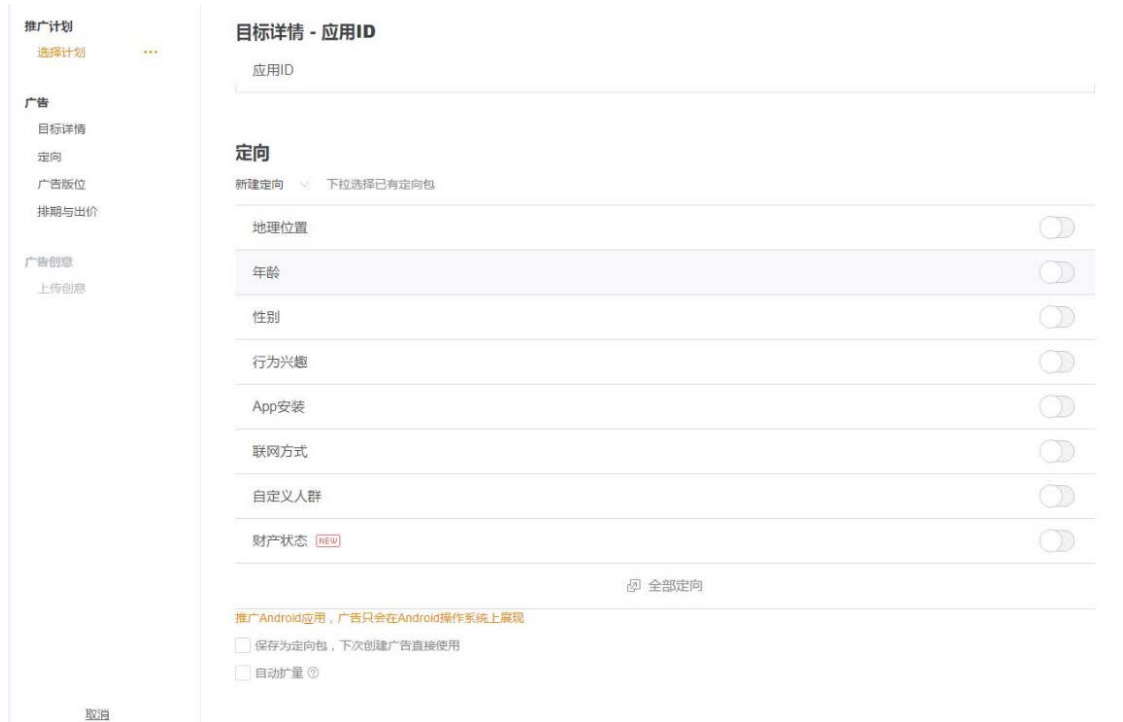 推广计划
选择计划 •••
广告
目标详情
定向
广告版位
排期与出价
广告创意
上传创意
取消
目标详情 - 应用ID
应用ID
定向
新建定向 下拉选择已有定向包
地理位置
年龄
性别
行为兴趣
App安装
联网方式
自定义人群
财产状态 NEW
全部定向
推广Android应用，广告只会在Android操作系统上展现
保存为定向包，下次创建广告直接使用
自动扩量 ?